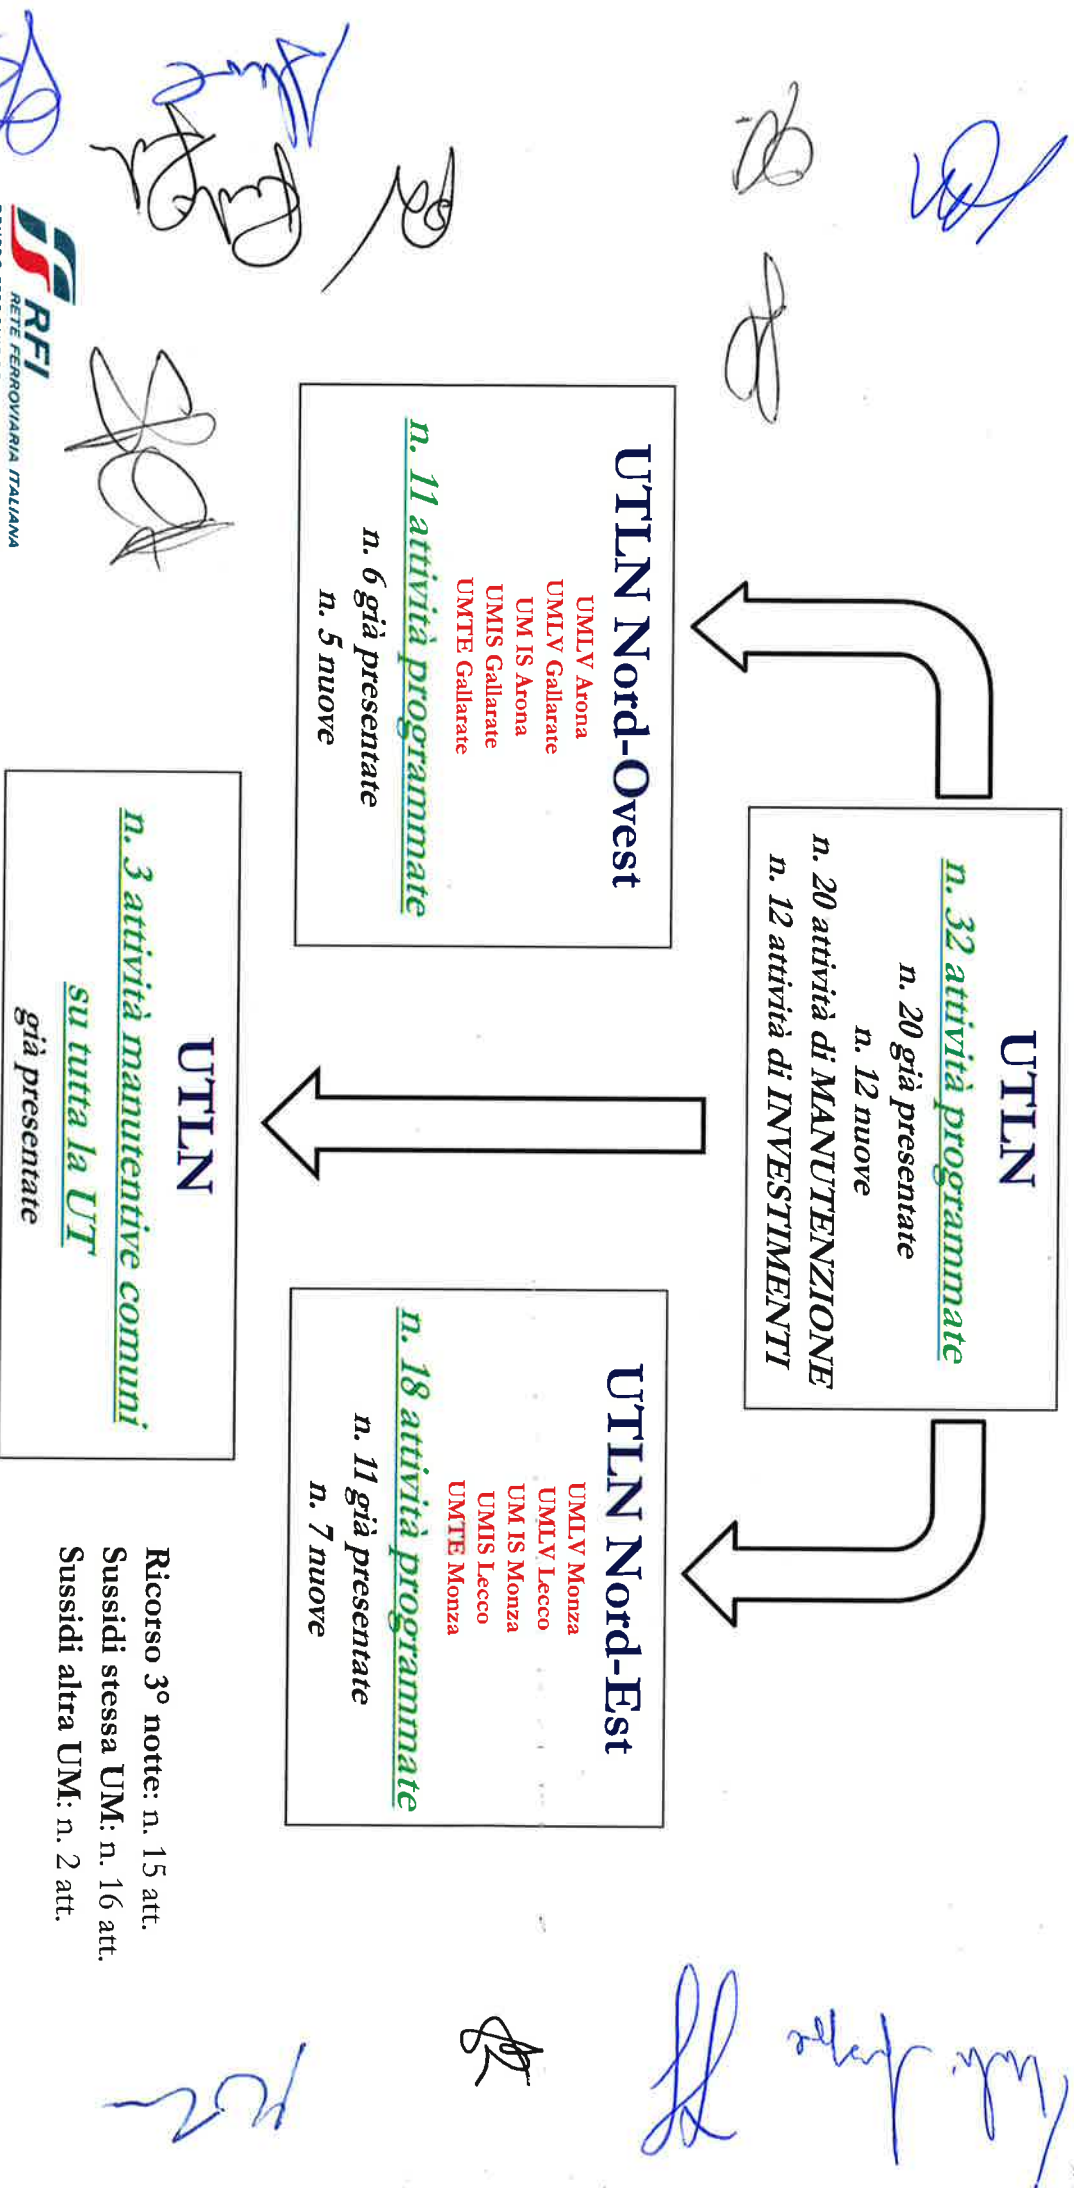 UTLN
n. 32 attività programmate
n. 20 già presentate
n. 12 nuove
n. 20 attività di MANUTENZIONE
n. 12 attività di INVESTIMENTI
UTLN Nord-Ovest
UMLV Arona
UMLV Gallarate
UM IS Arona
UMIS Gallarate
UMTE Gallarate
n. 11 attività programmate
n. 6 già presentate
n. 5 nuove
UTLN Nord-Est
UMLV Monza
UMLV Lecco
UM IS Monza
UMIS Lecco
UMTE Monza
n. 18 attività programmate
n. 11 già presentate
n. 7 nuove
UTLN
n. 3 attività manutentive comuni
su tutta la UT
già presentate
Ricorso 3° notte: n. 15 att.
Sussidi stessa UM: n. 16 att.
Sussidi altra UM: n. 2 att.
RFI
RETE FERROVIARIA ITALIANA